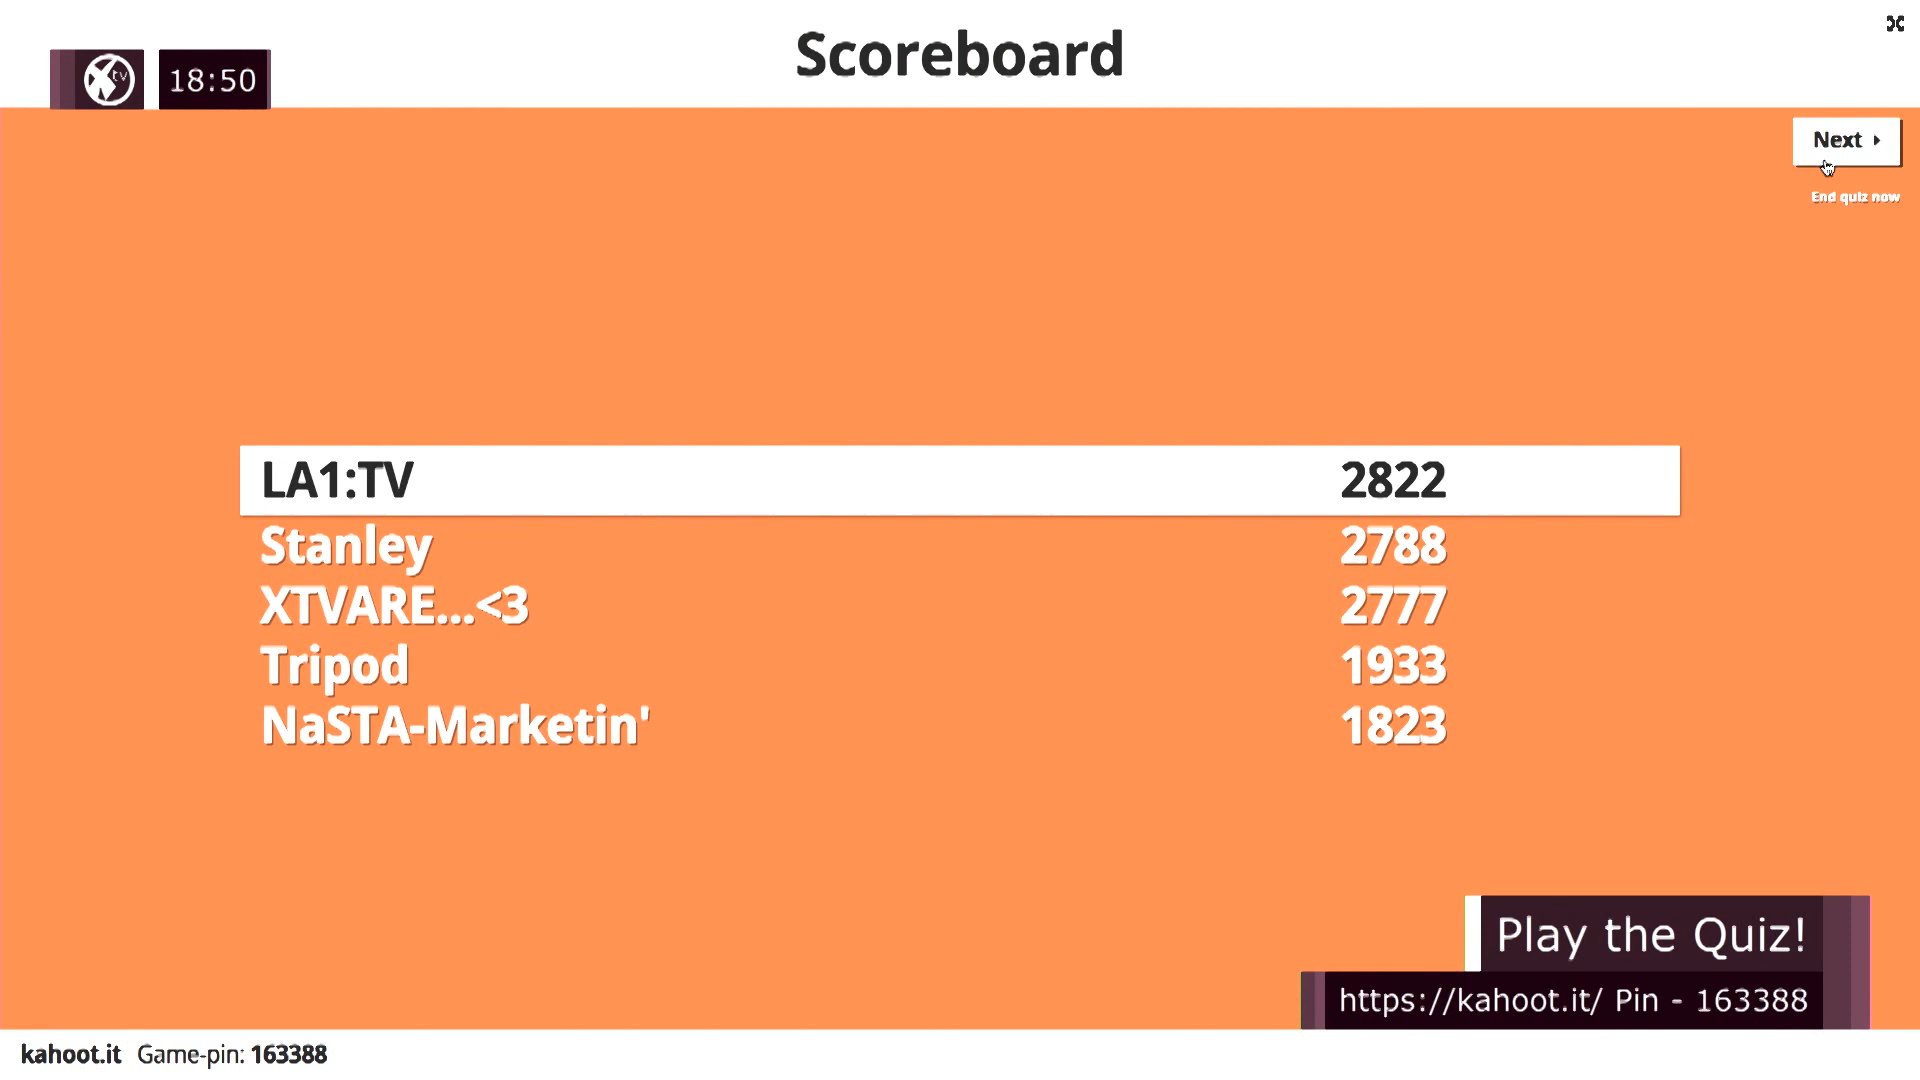 Scoreboard
Xtv
18:50
Next
End quiz now
LA1:TV 2822
Stanley 2788
XTVARE...<3 2777
Tripod 1933
NaSTA-Marketin' 1823
Play the Quiz!
https://kahoot.it/ Pin - 163388
kahoot.it Game-pin: 163388